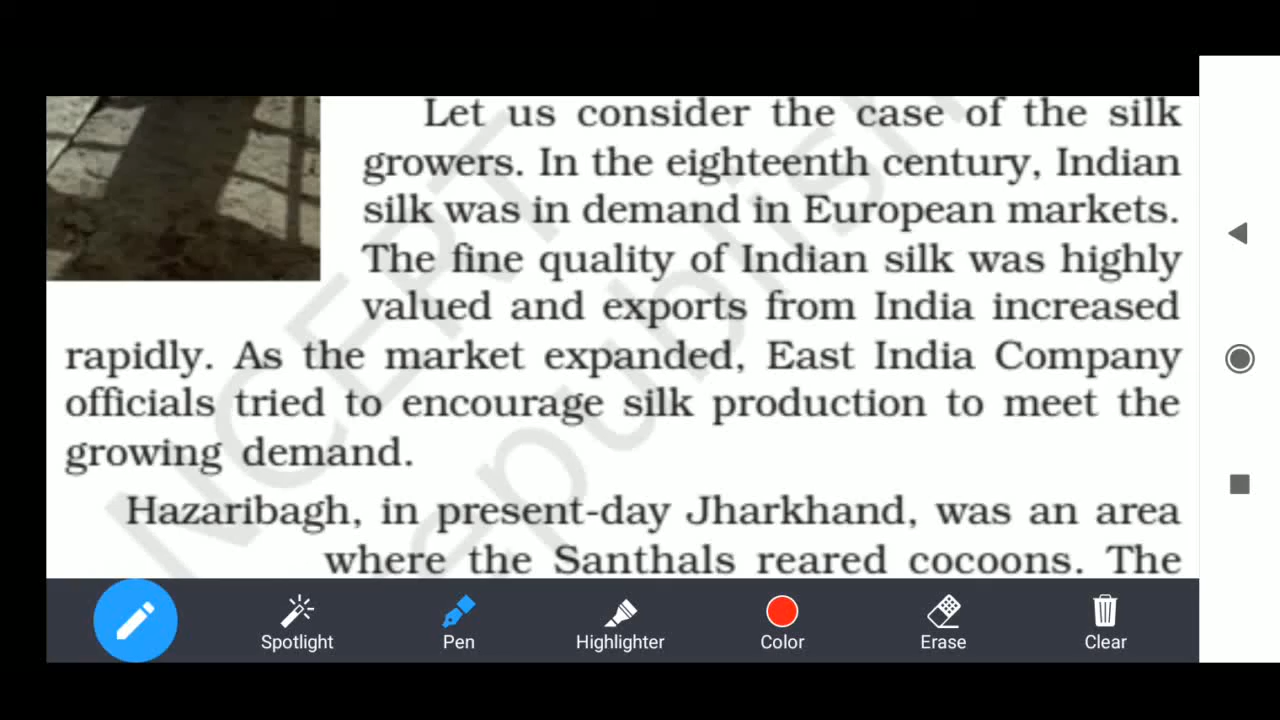 Let us consider the case of the silk
growers. In the eighteenth century, Indian
silk was in demand in European markets.
The fine quality of Indian silk was highly
valued and exports from India increased
rapidly. As the market expanded, East India Company
officials tried to encourage silk production to meet the
growing demand.
Hazaribagh, in present-day Jharkhand, was an area
where the Santhals reared cocoons. The
NCERT
republish
Spotlight
Pen
Highlighter
Color
Erase
Clear